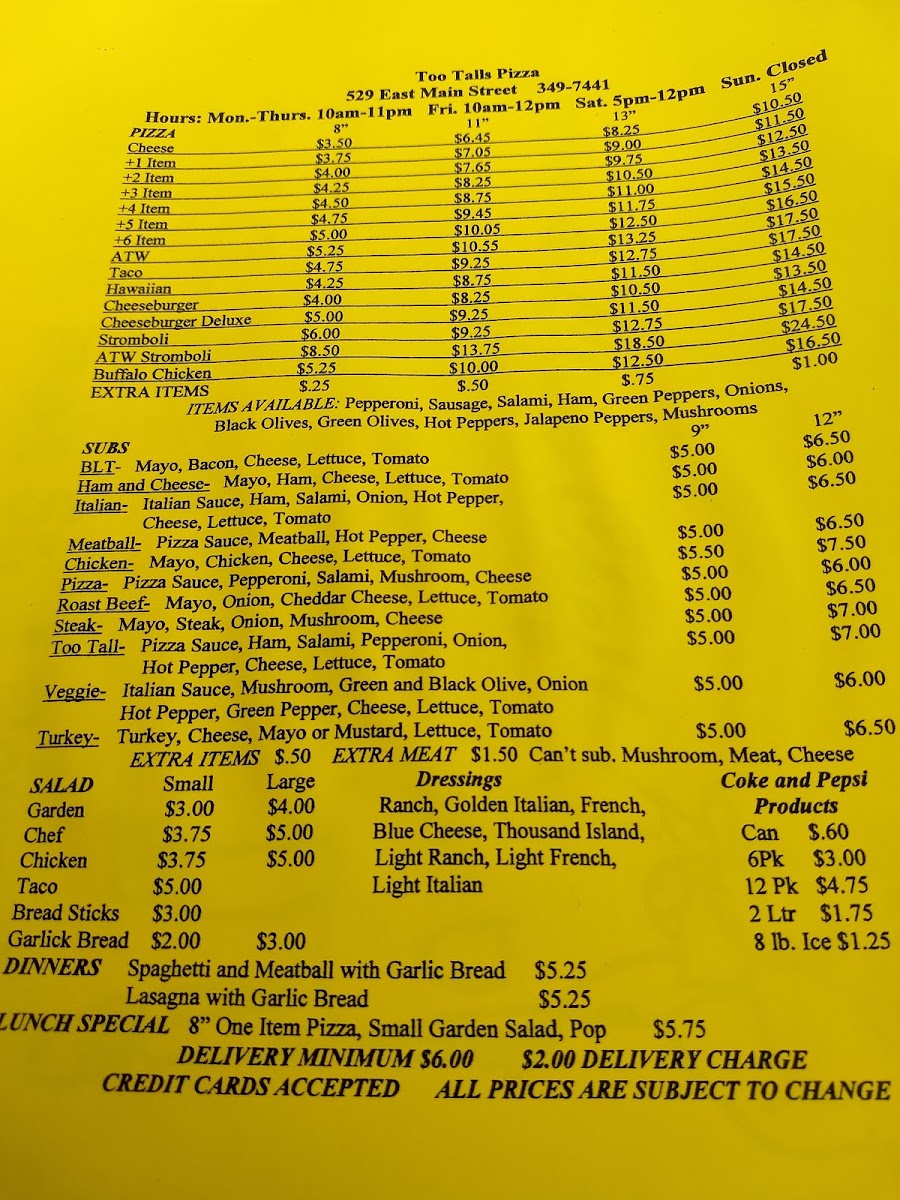 Too Talls Pizza
529 East Main Street 349-7441
Hours: Mon.-Thurs. 10am-11pm Fri. 10am-12pm Sat. 5pm-12pm Sun. Closed
PIZZA 8" 11" 13" 15"
Cheese $3.50 $6.45 $8.25 $10.50
+1 Item $3.75 $7.05 $9.00 $11.50
+2 Item $4.00 $7.65 $9.75 $12.50
+3 Item $4.25 $8.25 $10.50 $13.50
+4 Item $4.50 $8.75 $11.00 $14.50
+5 Item $4.75 $9.45 $11.75 $15.50
+6 Item $5.00 $10.05 $12.50 $16.50
ATW $5.25 $10.55 $13.25 $17.50
Taco $4.75 $9.25 $12.75 $17.50
Hawaiian $4.25 $8.75 $11.50 $14.50
Cheeseburger $4.00 $8.25 $10.50 $13.50
Cheeseburger Deluxe $5.00 $9.25 $11.50 $14.50
Stromboli $6.00 $9.25 $12.75 $17.50
ATW Stromboli $8.50 $13.75 $18.50 $24.50
Buffalo Chicken $5.25 $10.00 $12.50 $16.50
EXTRA ITEMS $.25 $.50 $.75 $1.00
ITEMS AVAILABLE: Pepperoni, Sausage, Salami, Ham, Green Peppers, Onions,
Black Olives, Green Olives, Hot Peppers, Jalapeno Peppers, Mushrooms
SUBS 9" 12"
BLT- Mayo, Bacon, Cheese, Lettuce, Tomato $5.00 $6.50
Ham and Cheese- Mayo, Ham, Cheese, Lettuce, Tomato $5.00 $6.00
Italian- Italian Sauce, Ham, Salami, Onion, Hot Pepper, $5.00 $6.50
Cheese, Lettuce, Tomato
Meatball- Pizza Sauce, Meatball, Hot Pepper, Cheese $5.00 $6.50
Chicken- Mayo, Chicken, Cheese, Lettuce, Tomato $5.50 $7.50
Pizza- Pizza Sauce, Pepperoni, Salami, Mushroom, Cheese $5.00 $6.00
Roast Beef- Mayo, Onion, Cheddar Cheese, Lettuce, Tomato $5.00 $6.50
Steak- Mayo, Steak, Onion, Mushroom, Cheese $5.00 $7.00
Too Tall- Pizza Sauce, Ham, Salami, Pepperoni, Onion, $5.00 $7.00
Hot Pepper, Cheese, Lettuce, Tomato
Veggie- Italian Sauce, Mushroom, Green and Black Olive, Onion $5.00 $6.00
Hot Pepper, Green Pepper, Cheese, Lettuce, Tomato
Turkey- Turkey, Cheese, Mayo or Mustard, Lettuce, Tomato $5.00 $6.50
EXTRA ITEMS $.50 EXTRA MEAT $1.50 Can't sub. Mushroom, Meat, Cheese
SALAD Small Large Dressings Coke and Pepsi
Garden $3.00 $4.00 Ranch, Golden Italian, French, Products
Chef $3.75 $5.00 Blue Cheese, Thousand Island, Can $.60
Chicken $3.75 $5.00 Light Ranch, Light French, 6Pk $3.00
Taco $5.00 Light Italian 12 Pk $4.75
Bread Sticks $3.00 2 Ltr $1.75
Garlick Bread $2.00 $3.00 8 lb. Ice $1.25
DINNERS Spaghetti and Meatball with Garlic Bread $5.25
Lasagna with Garlic Bread $5.25
LUNCH SPECIAL 8" One Item Pizza, Small Garden Salad, Pop $5.75
DELIVERY MINIMUM $6.00 $2.00 DELIVERY CHARGE
CREDIT CARDS ACCEPTED ALL PRICES ARE SUBJECT TO CHANGE